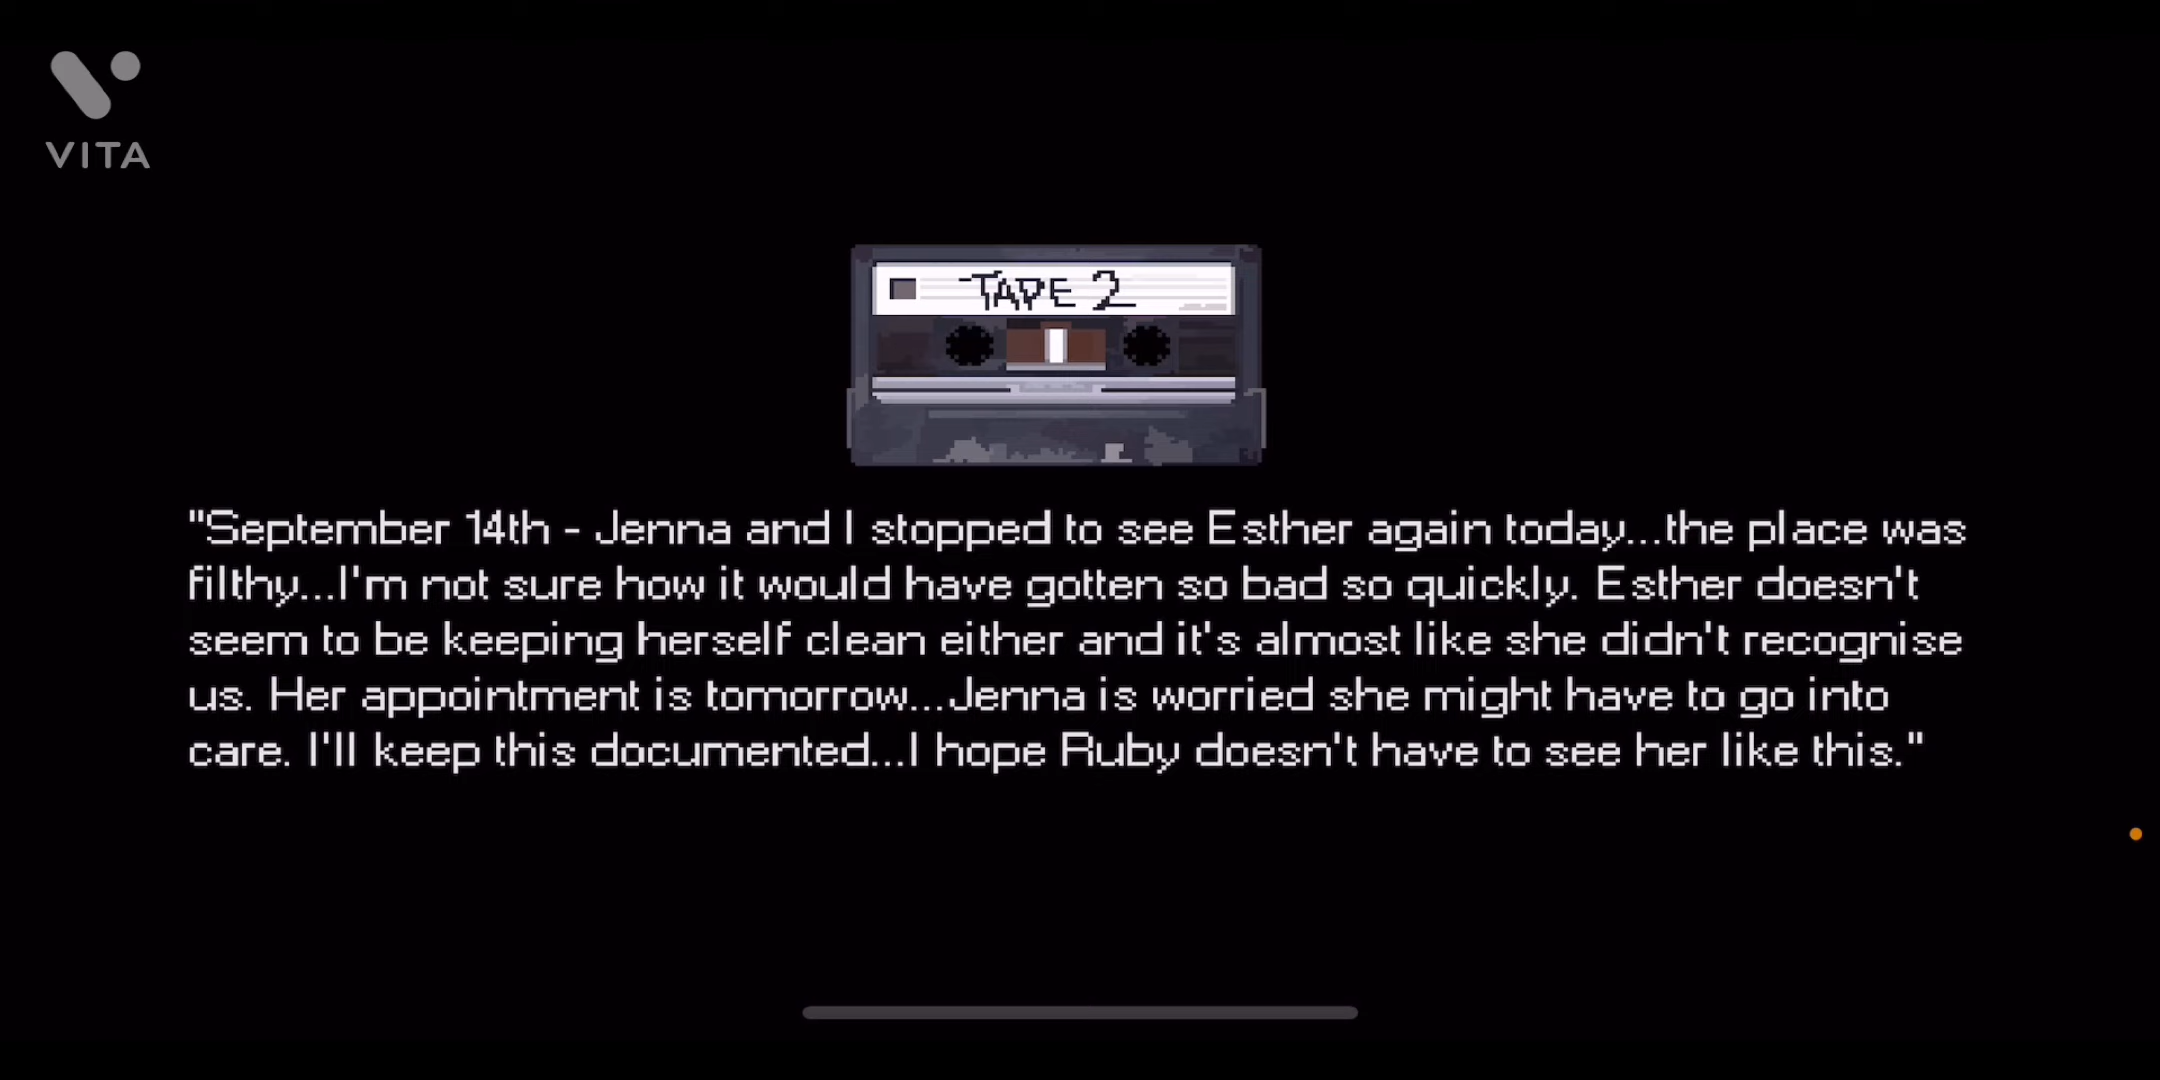 VITA
TAPE 2
"September 14th - Jenna and I stopped to see Esther again today...the place was
filthy...I'm not sure how it would have gotten so bad so quickly. Esther doesn't
seem to be keeping herself clean either and it's almost like she didn't recognise
us. Her appointment is tomorrow...Jenna is worried she might have to go into
care. I'll keep this documented...I hope Ruby doesn't have to see her like this."